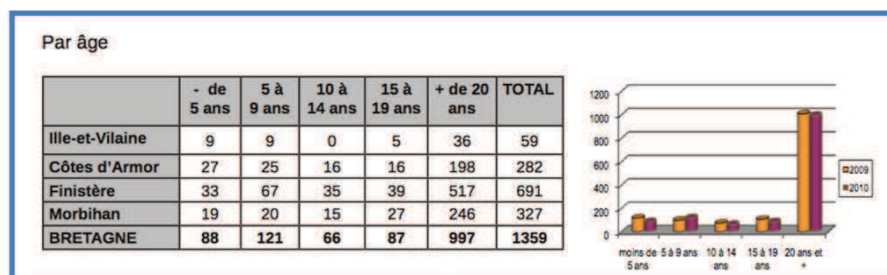 Par âge
- de 5 ans 5 à 9 ans 10 à 14 ans 15 à 19 ans + de 20 ans TOTAL
Ille-et-Vilaine 9 9 0 5 36 59
Côtes d'Armor 27 25 16 16 198 282
Finistère 33 67 35 39 517 691
Morbihan 19 20 15 27 246 327
BRETAGNE 88 121 66 87 997 1359
1200
1000
800
600
400
200
0
moins de 5 ans 5 à 9 ans 10 à 14 ans 15 à 19 ans 20 ans et +
2009
2010